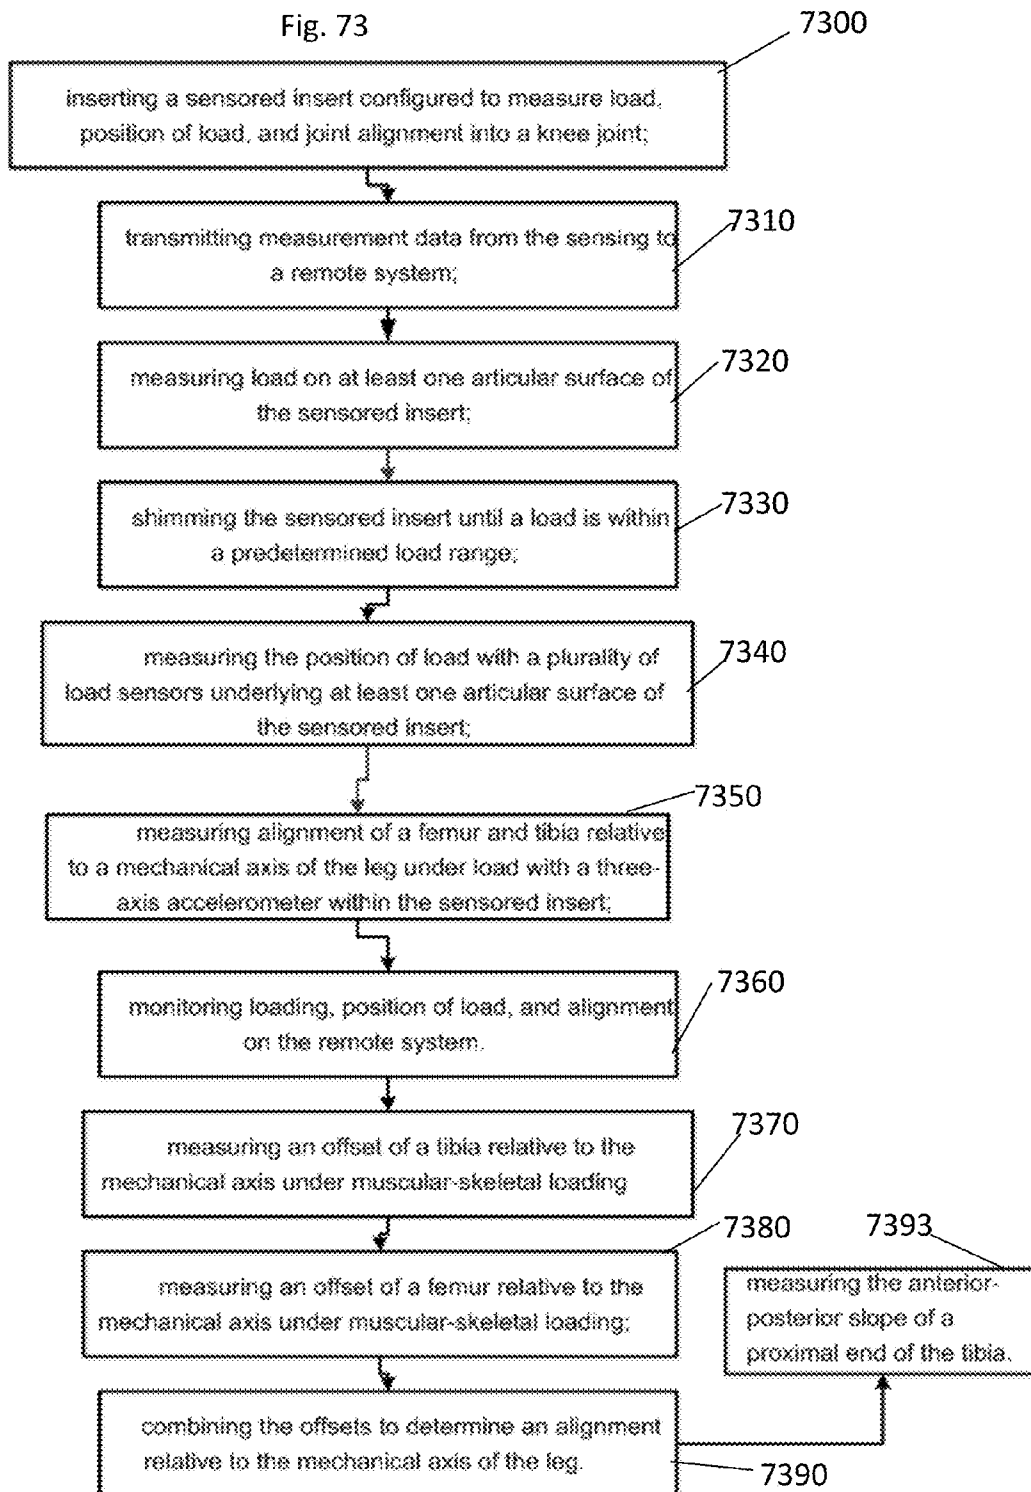 Fig. 73
7300
inserting a sensored insert configured to measure load,
position of load, and joint alignment into a knee joint;
7310
transmitting measurement data from the sensing to
a remote system;
7320
measuring load on at least one articular surface of
the sensored insert;
7330
shimming the sensored insert until a load is within
a predetermined load range;
7340
measuring the position of load with a plurality of
load sensors underlying at least one articular surface of
the sensored insert;
7350
measuring alignment of a femur and tibia relative
to a mechanical axis of the leg under load with a three-
axis accelerometer within the sensored insert;
7360
monitoring loading, position of load, and alignment
on the remote system.
7370
measuring an offset of a tibia relative to the
mechanical axis under muscular-skeletal loading
7380
measuring an offset of a femur relative to the
mechanical axis under muscular-skeletal loading;
7390
combining the offsets to determine an alignment
relative to the mechanical axis of the leg.
7393
measuring the anterior-
posterior slope of a
proximal end of the tibia.